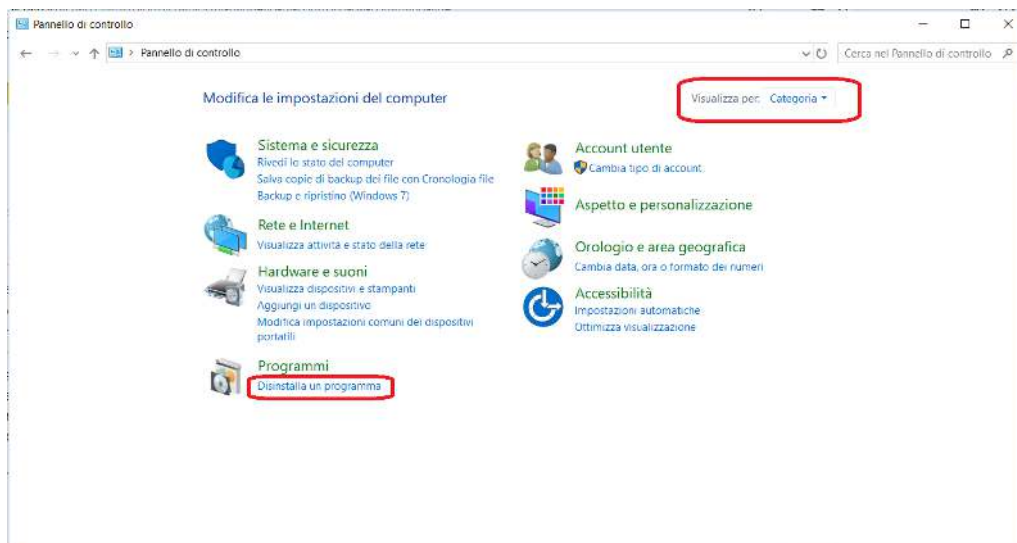 Pannello di controllo
Pannello di controllo
Cerca nel Pannello di controllo
Modifica le impostazioni del computer
Visualizza per: Categoria
Sistema e sicurezza
Rivedi lo stato del computer
Salva copie di backup dei file con Cronologia file
Backup e ripristino (Windows 7)
Rete e Internet
Visualizza attività e stato della rete
Hardware e suoni
Visualizza dispositivi e stampanti
Aggiungi un dispositivo
Modifica impostazioni comuni dei dispositivi
portatili
Programmi
Disinstalla un programma
Account utente
Cambia tipo di account
Aspetto e personalizzazione
Orologio e area geografica
Cambia data, ora o formato dei numeri
Accessibilità
Impostazioni automatiche
Ottimizza visualizzazione